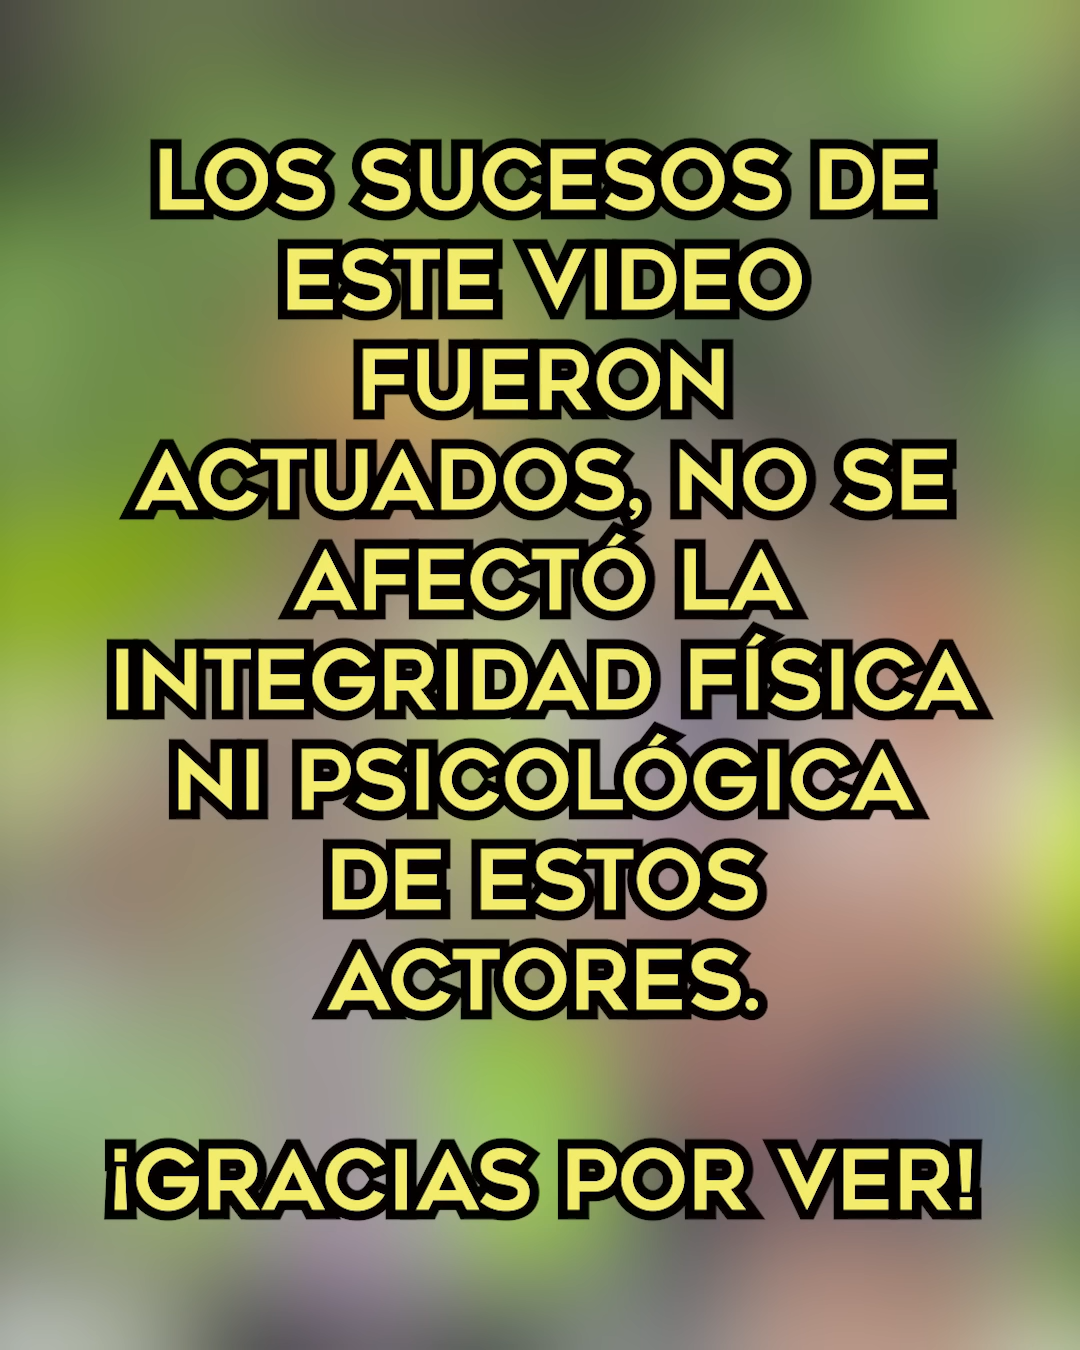 LOS SUCESOS DE
ESTE VIDEO
FUERON
ACTUADOS, NO SE
AFECTÓ LA
INTEGRIDAD FÍSICA
NI PSICOLÓGICA
DE ESTOS
ACTORES.
¡GRACIAS POR VER!